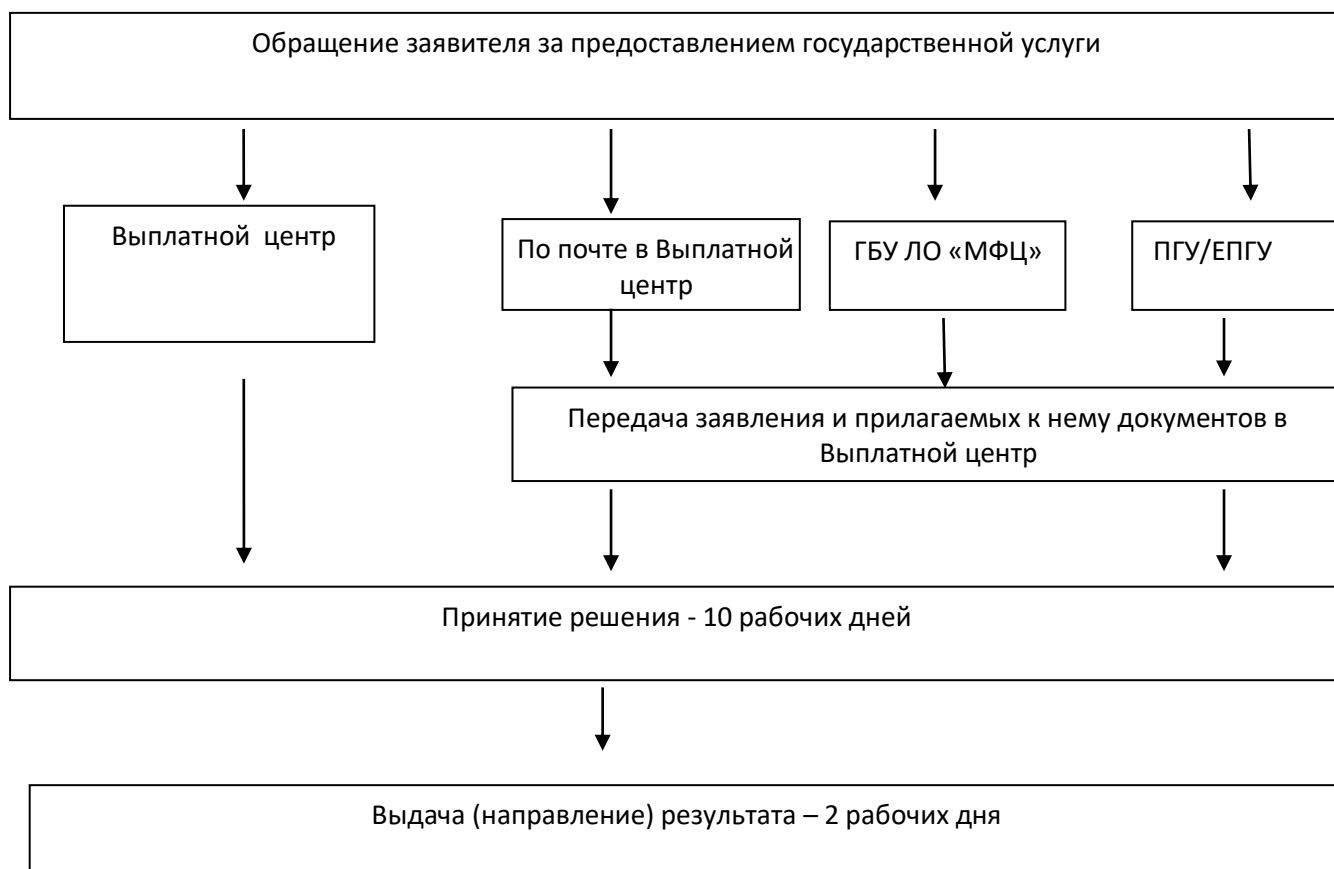 Обращение заявителя за предоставлением государственной услуги
Выплатной центр
По почте в Выплатной
центр
ГБУ ЛО «МФЦ»
ПГУ/ЕПГУ
Передача заявления и прилагаемых к нему документов в
Выплатной центр
Принятие решения - 10 рабочих дней
Выдача (направление) результата – 2 рабочих дня